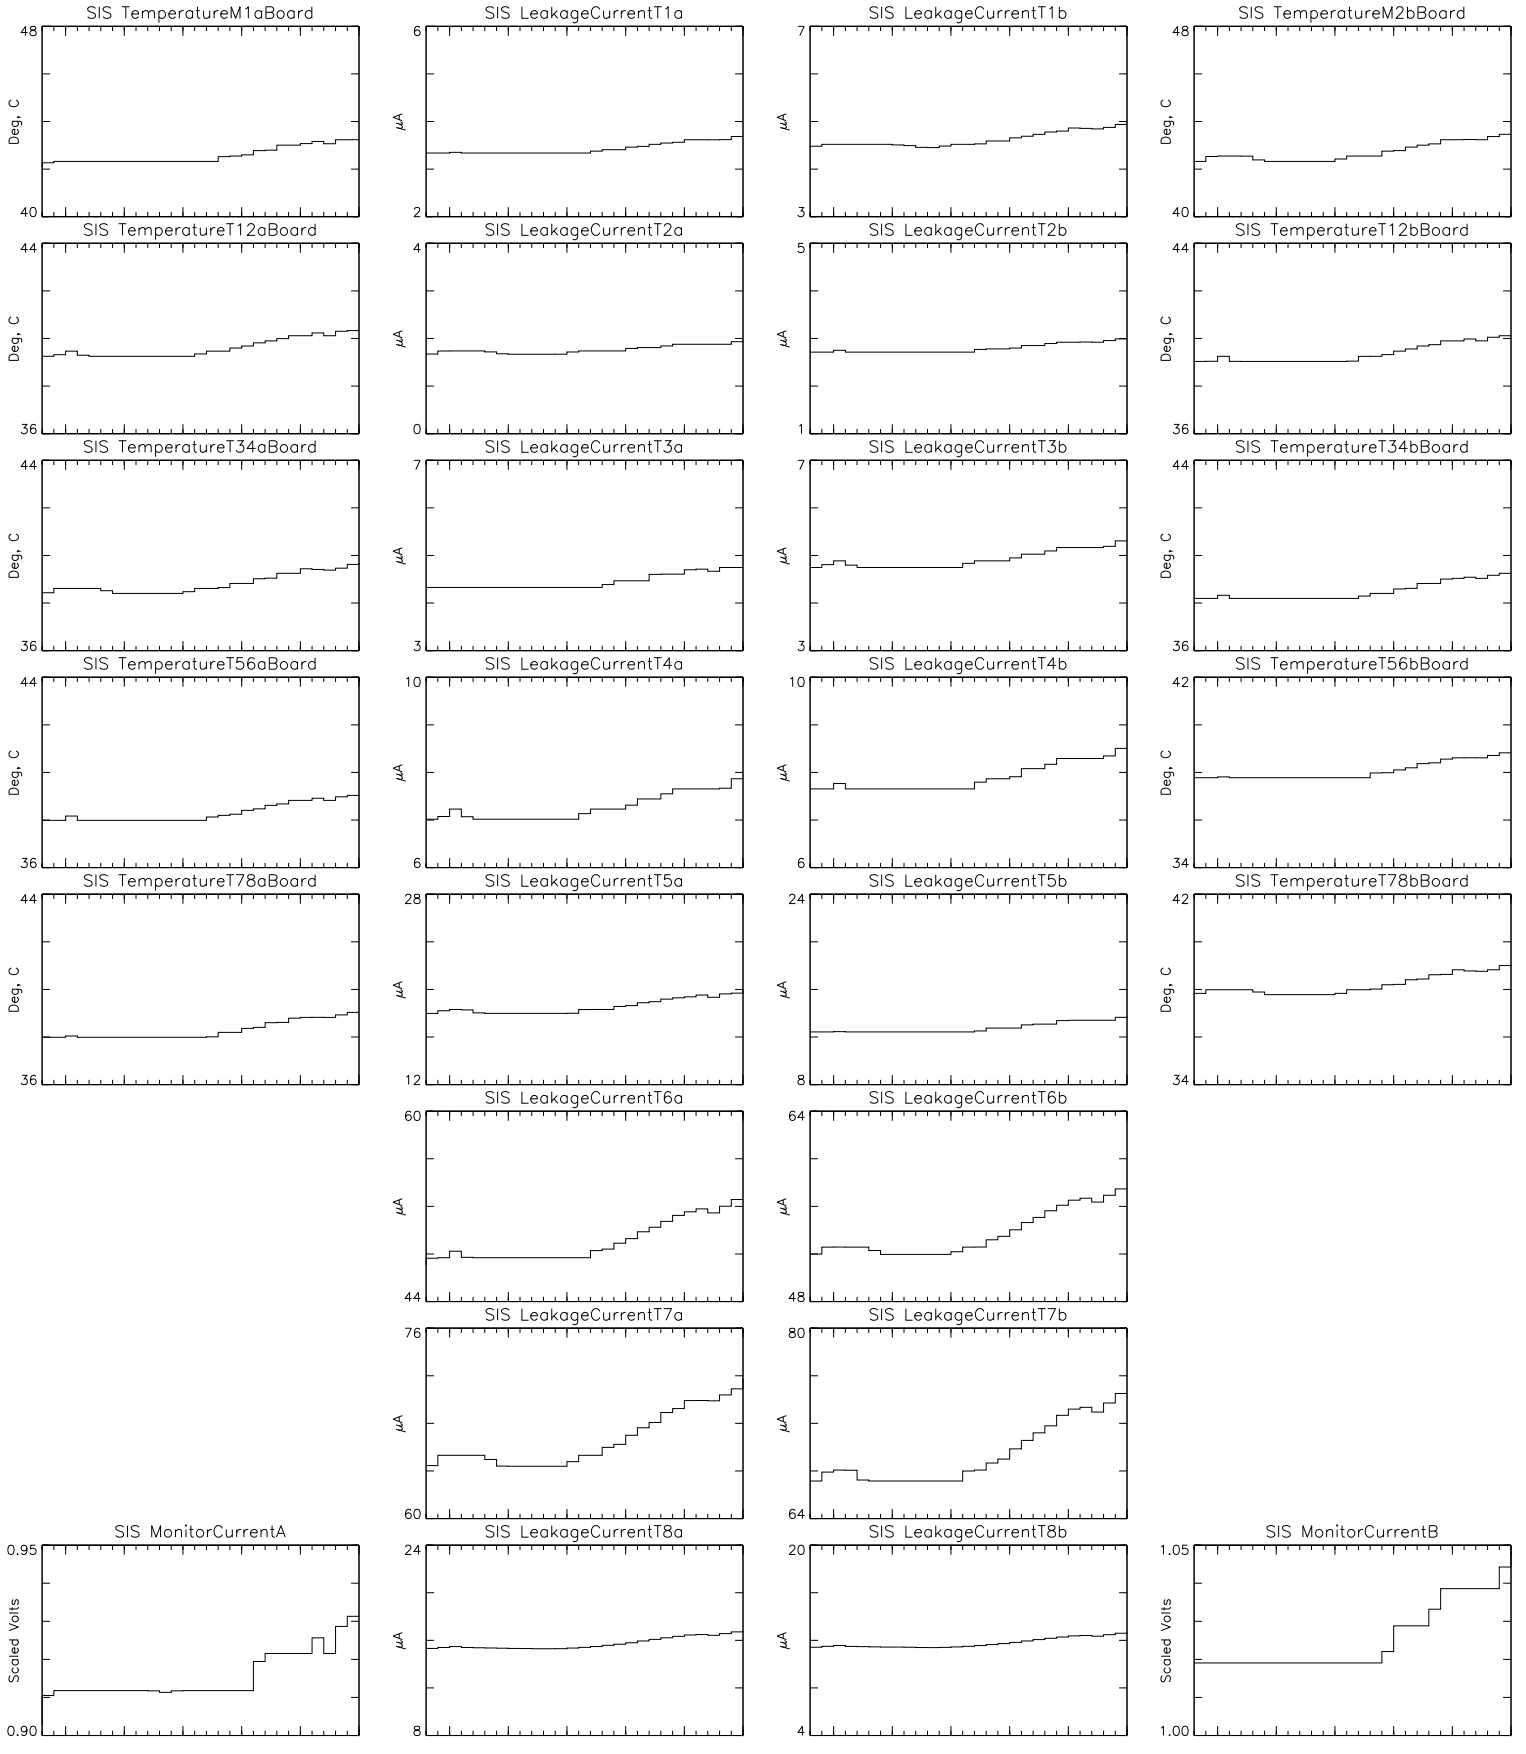 SIS TemperatureM1aBoard
48
Deg, C
40
SIS LeakageCurrentT1a
6
μA
2
SIS LeakageCurrentT1b
7
μA
3
SIS TemperatureM2bBoard
48
Deg, C
40
SIS TemperatureT12aBoard
44
Deg, C
36
SIS LeakageCurrentT2a
4
μA
0
SIS LeakageCurrentT2b
5
μA
1
SIS TemperatureT12bBoard
44
Deg, C
36
SIS TemperatureT34aBoard
44
Deg, C
36
SIS LeakageCurrentT3a
7
μA
3
SIS LeakageCurrentT3b
7
μA
3
SIS TemperatureT34bBoard
44
Deg, C
36
SIS TemperatureT56aBoard
44
Deg, C
36
SIS LeakageCurrentT4a
10
μA
6
SIS LeakageCurrentT4b
10
μA
6
SIS TemperatureT56bBoard
42
Deg, C
34
SIS TemperatureT78aBoard
44
Deg, C
36
SIS LeakageCurrentT5a
28
μA
12
SIS LeakageCurrentT5b
24
μA
8
SIS TemperatureT78bBoard
42
Deg, C
34
SIS LeakageCurrentT6a
60
μA
44
SIS LeakageCurrentT6b
64
μA
48
SIS LeakageCurrentT7a
76
μA
60
SIS LeakageCurrentT7b
80
μA
64
SIS MonitorCurrentA
0.95
Scaled Volts
0.90
SIS LeakageCurrentT8a
24
μA
8
SIS LeakageCurrentT8b
20
μA
4
SIS MonitorCurrentB
1.05
Scaled Volts
1.00